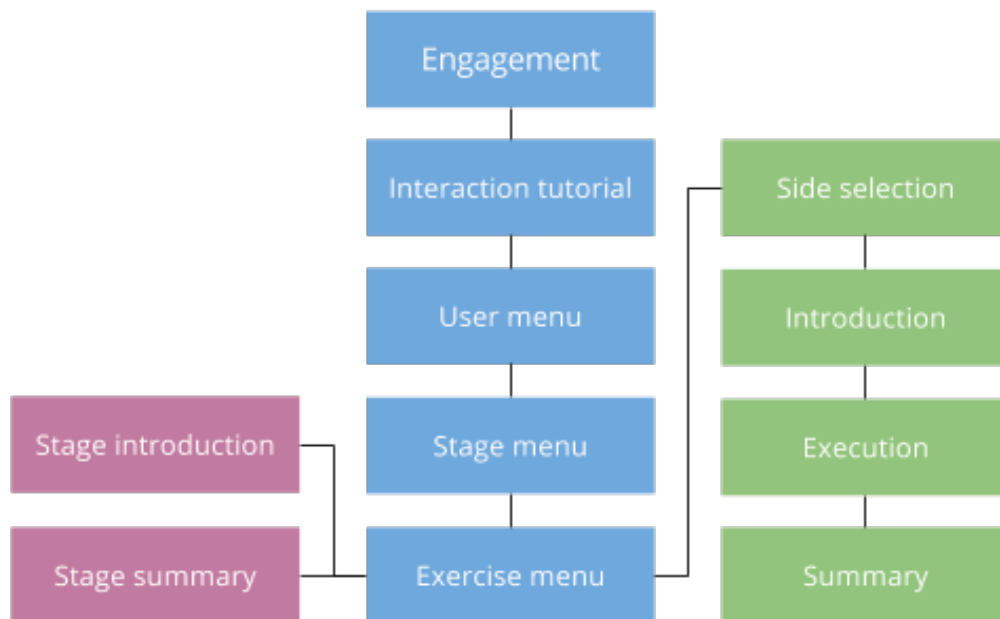 Engagement
Interaction tutorial
Side selection
User menu
Introduction
Stage introduction
Stage menu
Execution
Stage summary
Exercise menu
Summary